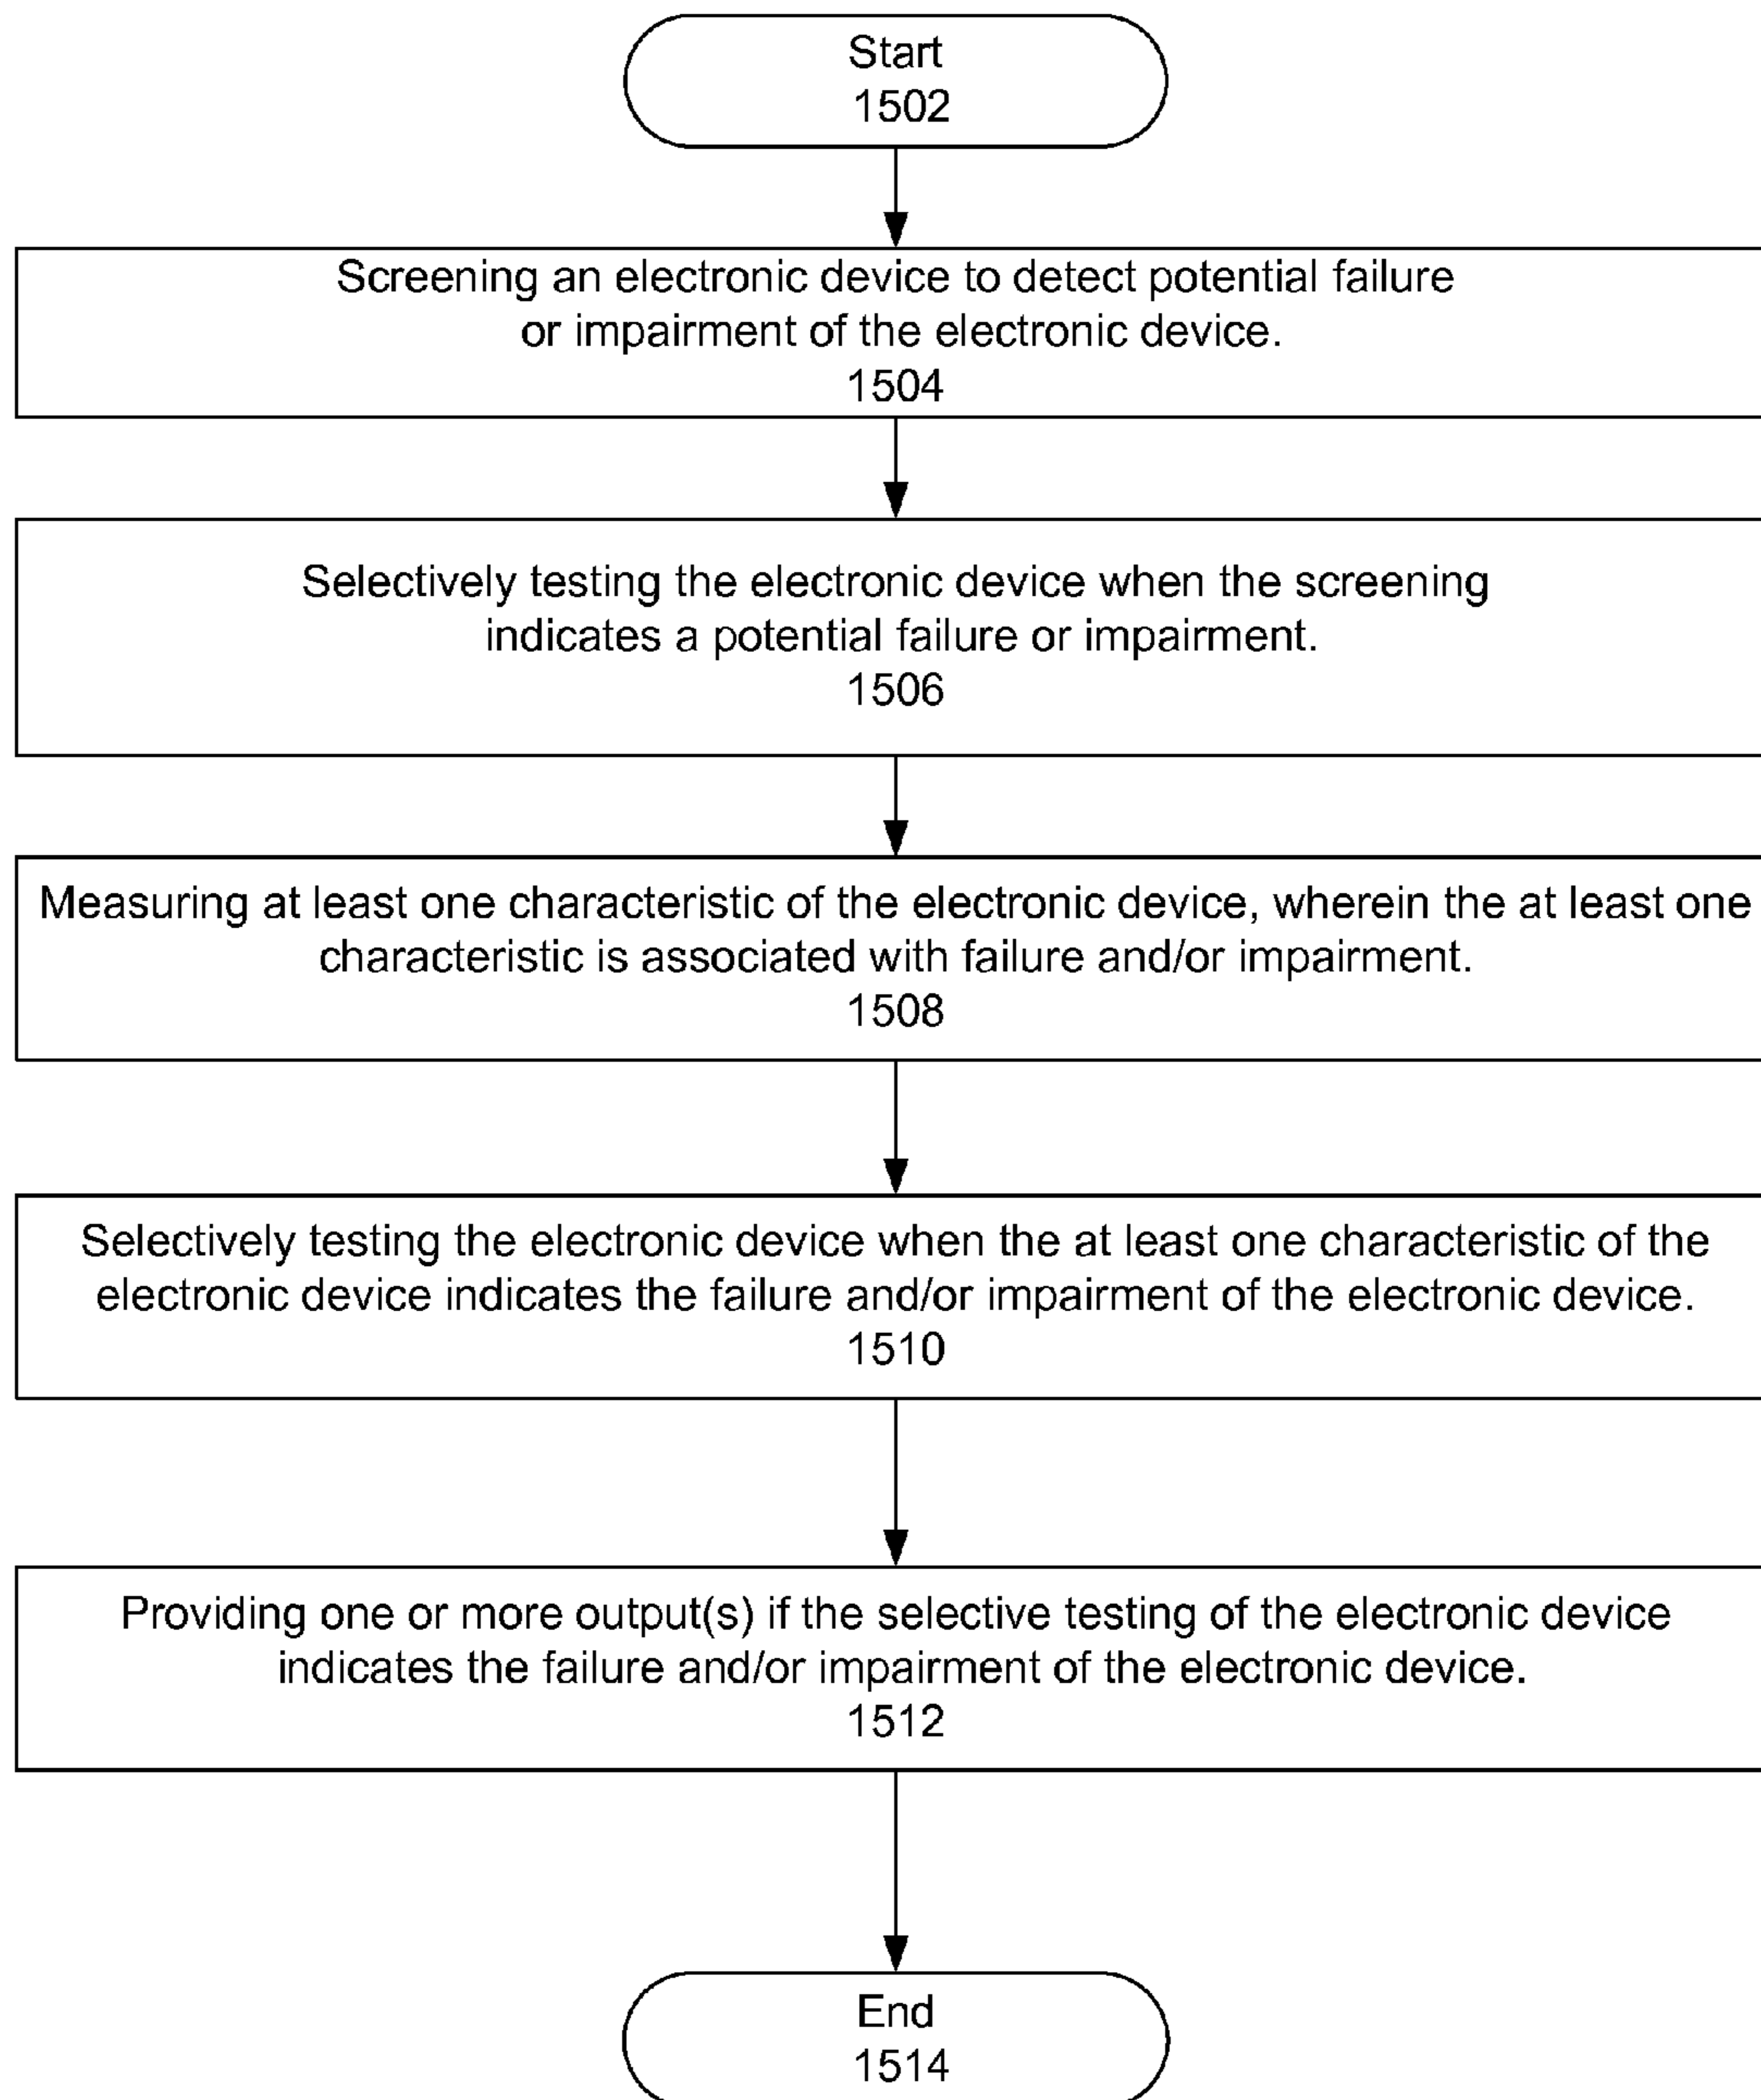 Start
1502
Screening an electronic device to detect potential failure
or impairment of the electronic device.
1504
Selectively testing the electronic device when the screening
indicates a potential failure or impairment.
1506
Measuring at least one characteristic of the electronic device, wherein the at least one
characteristic is associated with failure and/or impairment.
1508
Selectively testing the electronic device when the at least one characteristic of the
electronic device indicates the failure and/or impairment of the electronic device.
1510
Providing one or more output(s) if the selective testing of the electronic device
indicates the failure and/or impairment of the electronic device.
1512
End
1514